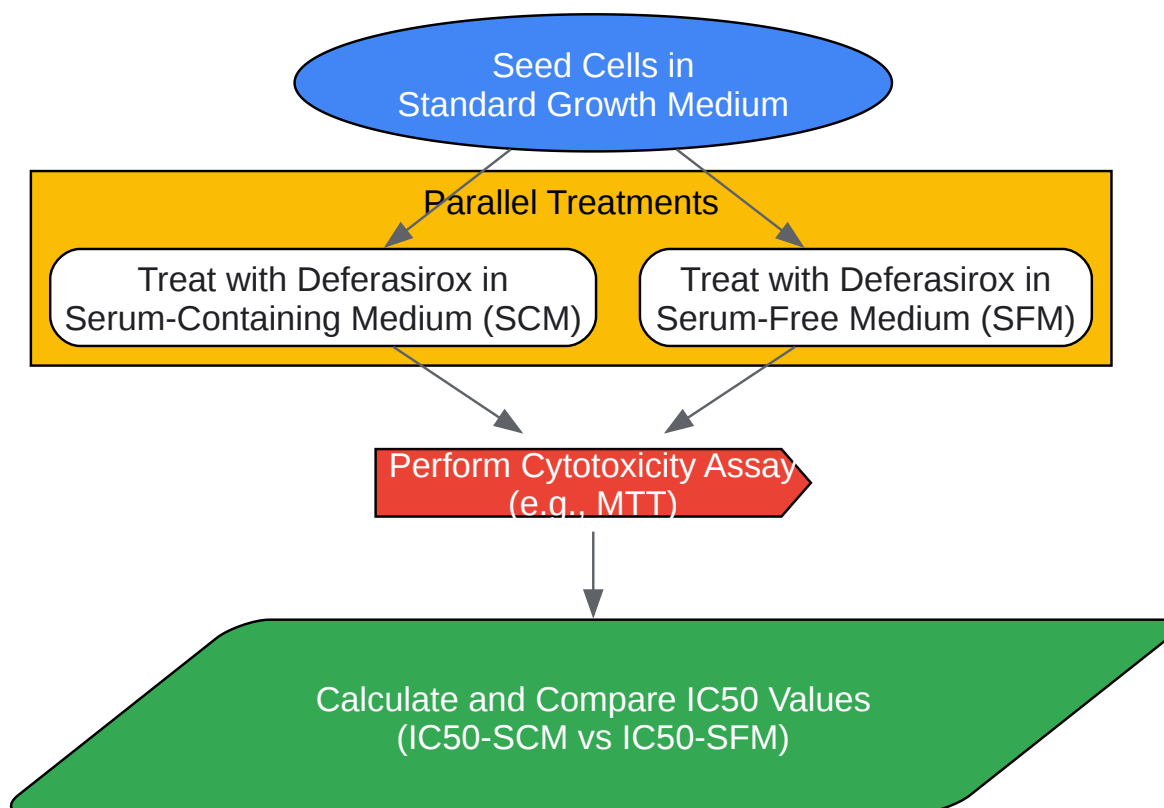 Seed Cells in
Standard Growth Medium
Parallel Treatments
Treat with Deferasirox in
Serum-Containing Medium (SCM)
Treat with Deferasirox in
Serum-Free Medium (SFM)
Perform Cytotoxicity Assay
(e.g., MTT)
Calculate and Compare IC50 Values
(IC50-SCM vs IC50-SFM)